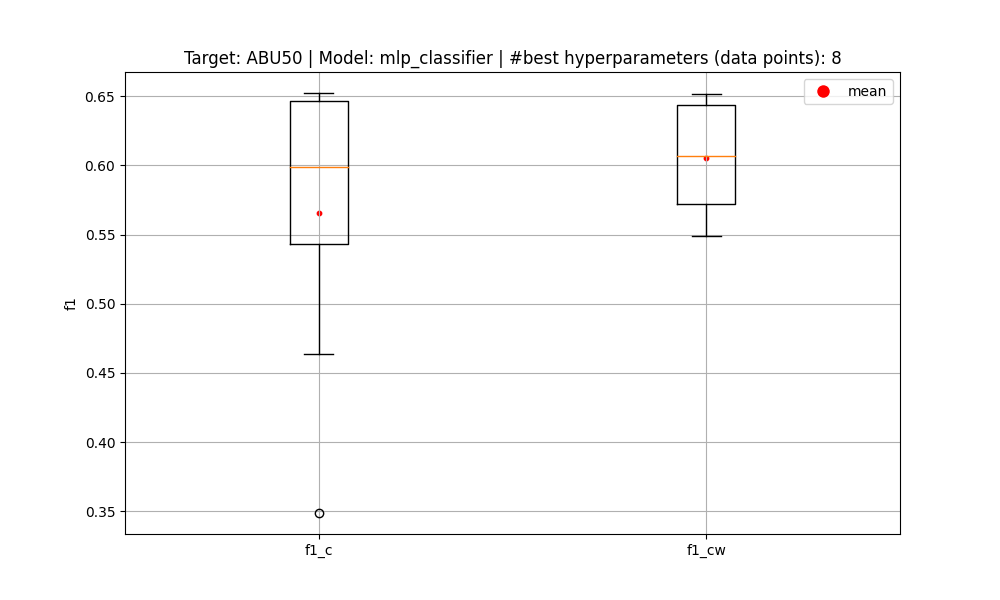 Target: ABU50 | Model: mlp_classifier | #best hyperparameters (data points): 8
mean
0.65
0.60
0.55
0.50
0.45
0.40
0.35
f1
f1_c
f1_cw